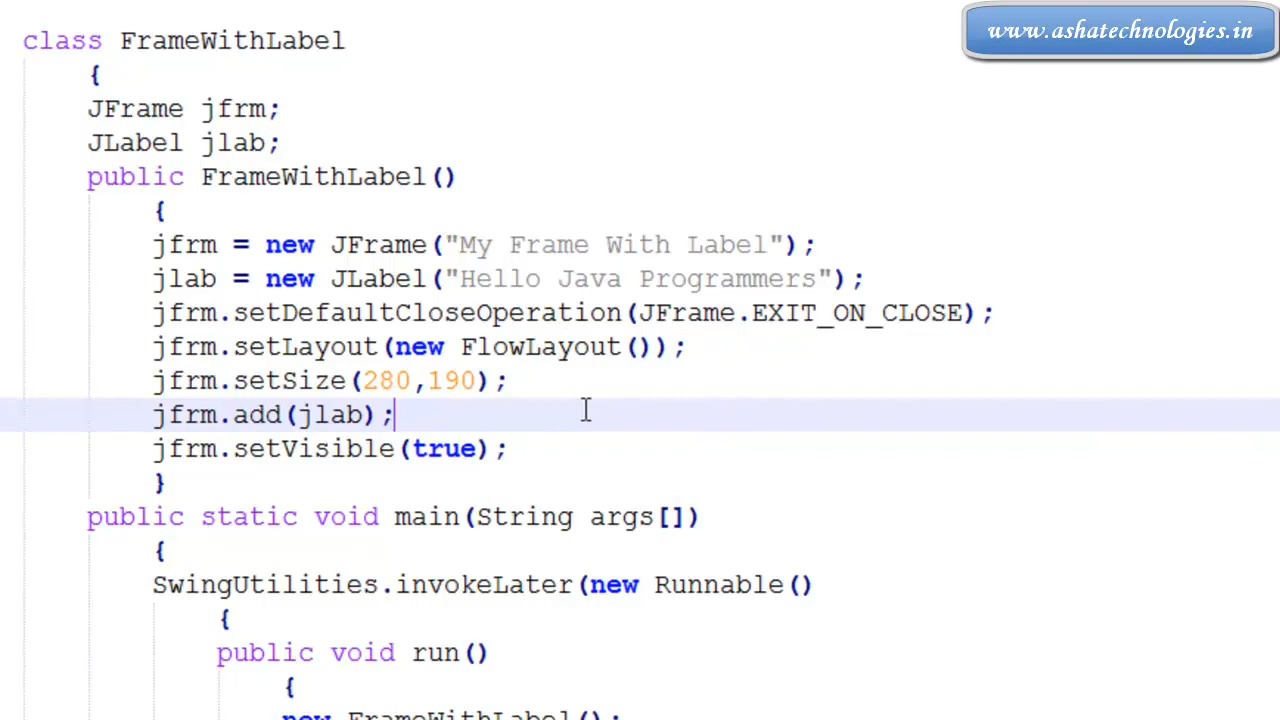 www.ashatechnologies.in
class FrameWithLabel
{
JFrame jfrm;
JLabel jlab;
public FrameWithLabel()
{
jfrm = new JFrame("My Frame With Label");
jlab = new JLabel("Hello Java Programmers");
jfrm.setDefaultCloseOperation(JFrame.EXIT_ON_CLOSE);
jfrm.setLayout(new FlowLayout());
jfrm.setSize(280,190);
jfrm.add(jlab);
jfrm.setVisible(true);
}
public static void main(String args[])
{
SwingUtilities.invokeLater(new Runnable()
{
public void run()
{
new FrameWithLabel();